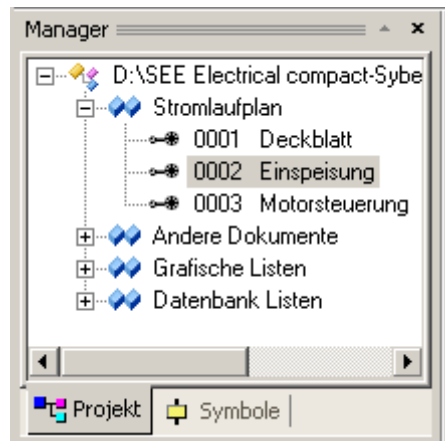 Manager
D:\SEE Electrical compact-Sybe
Stromlaufplan
0001 Deckblatt
0002 Einspeisung
0003 Motorsteuerung
Andere Dokumente
Grafische Listen
Datenbank Listen
Projekt Symbole